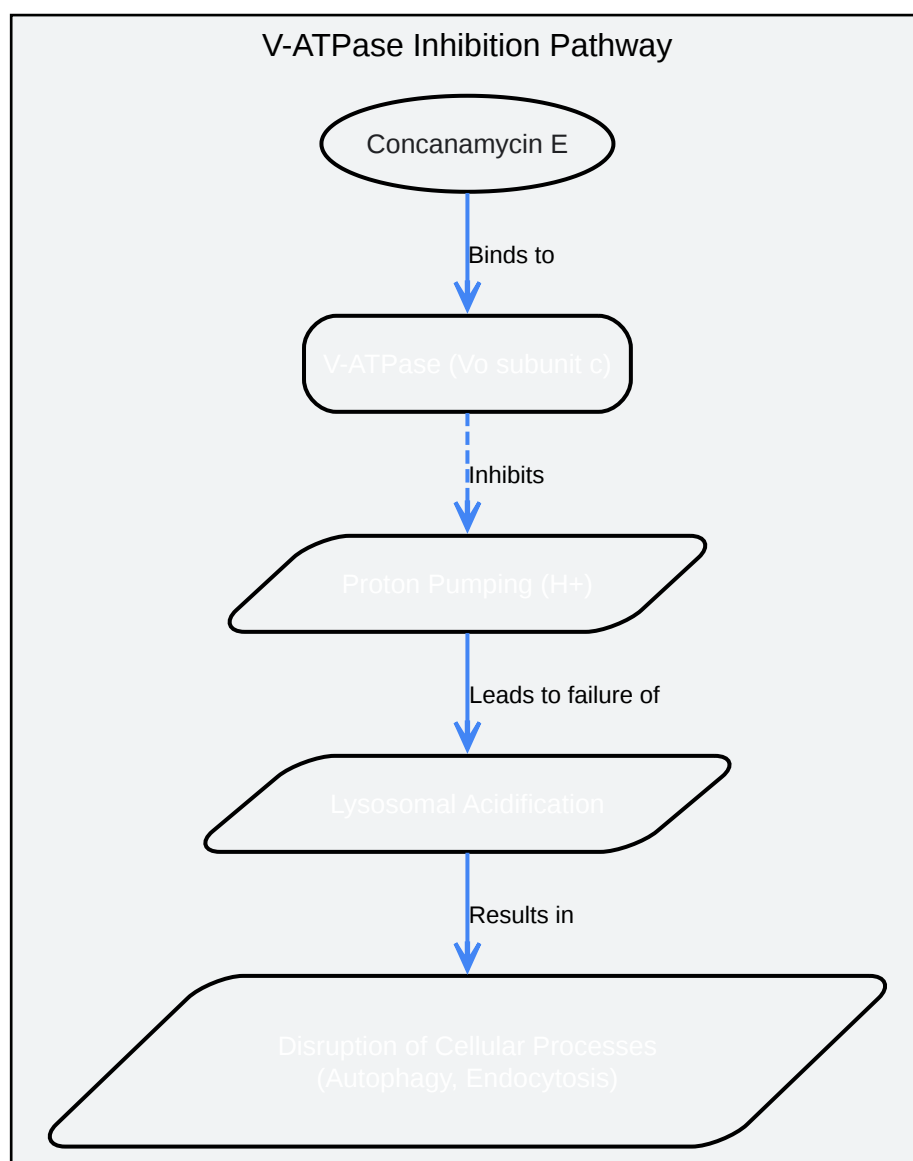 V-ATPase Inhibition Pathway
Concanamycin E
Binds to
V-ATPase (Vo subunit c)
Inhibits
Proton Pumping (H+)
Leads to failure of
Lysosomal Acidification
Results in
Disruption of Cellular Processes
(Autophagy, Endocytosis)